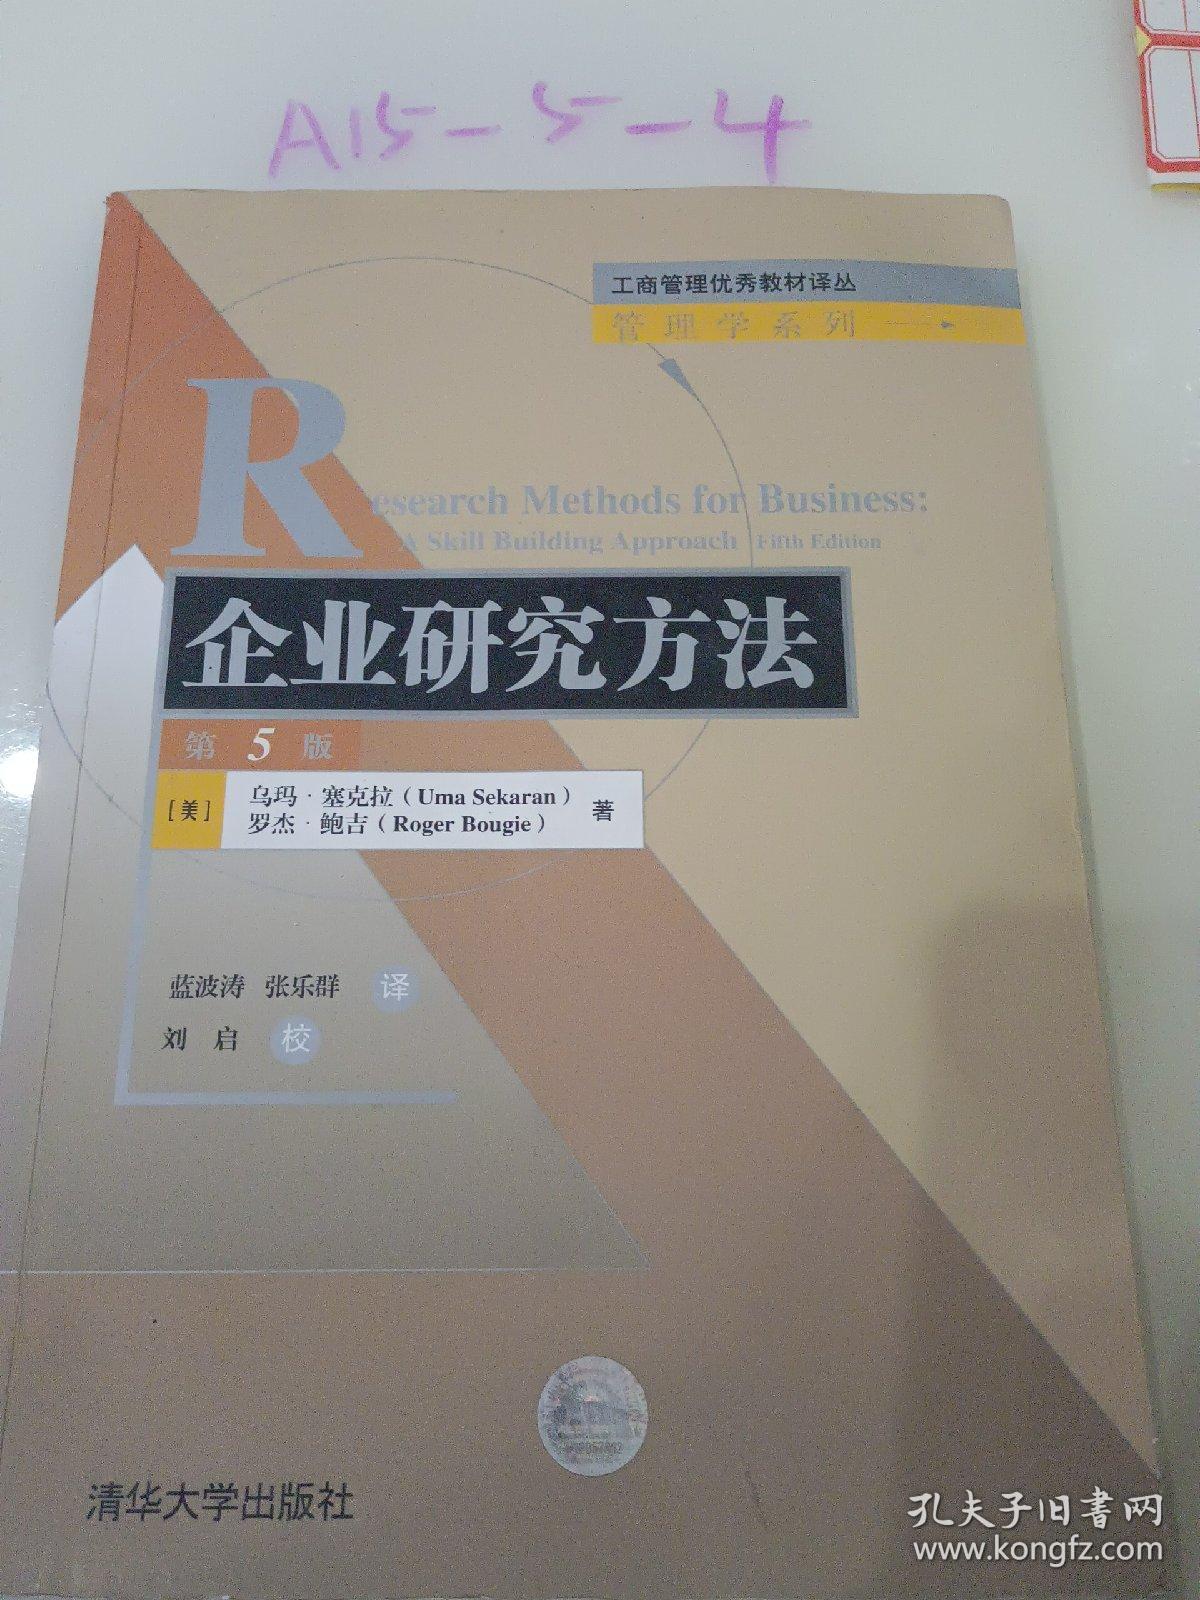 A15-5-4
工商管理优秀教材译丛
管理学系列
Research Methods for Business:
A Skill Building Approach Fifth Edition
企业研究方法
第5版
[美] 乌玛·塞克拉(Uma Sekaran)
罗杰·鲍吉(Roger Bougie) 著
蓝波涛 张乐群 译
刘启 校
清华大学出版社
孔夫子旧书网
www.kongfz.com